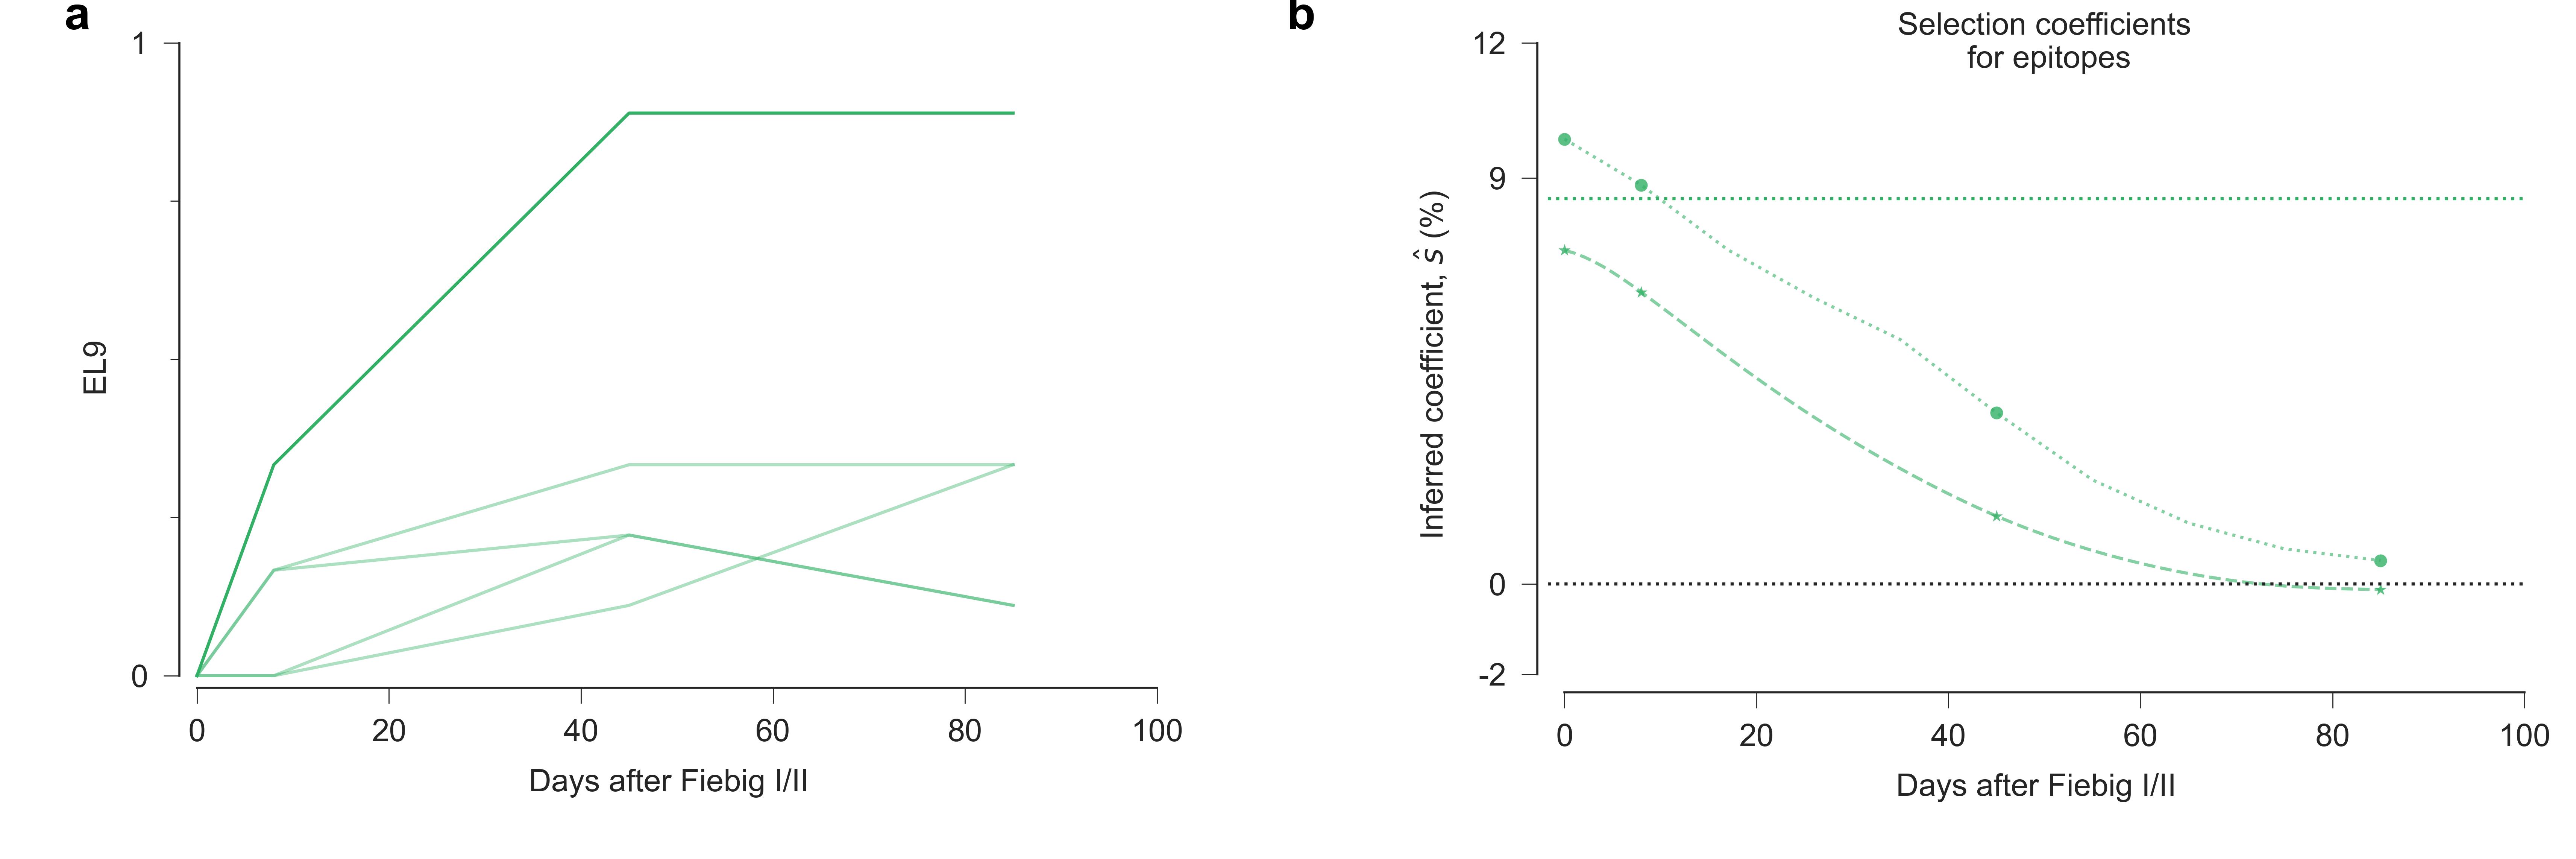 a
1
EL9
0
0 20 40 60 80 100
Days after Fiebig I/II
b
Selection coefficients
for epitopes
12
9
Inferred coefficient, ŝ (%)
0
-2
0 20 40 60 80 100
Days after Fiebig I/II